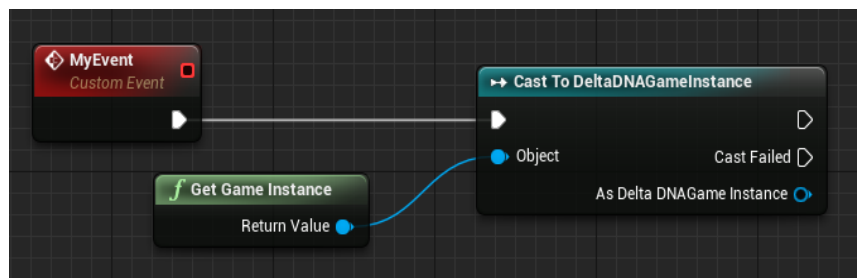 MyEvent
Custom Event
Cast To DeltaDNAGameInstance
Object
Cast Failed
As Delta DNAGame Instance
f Get Game Instance
Return Value